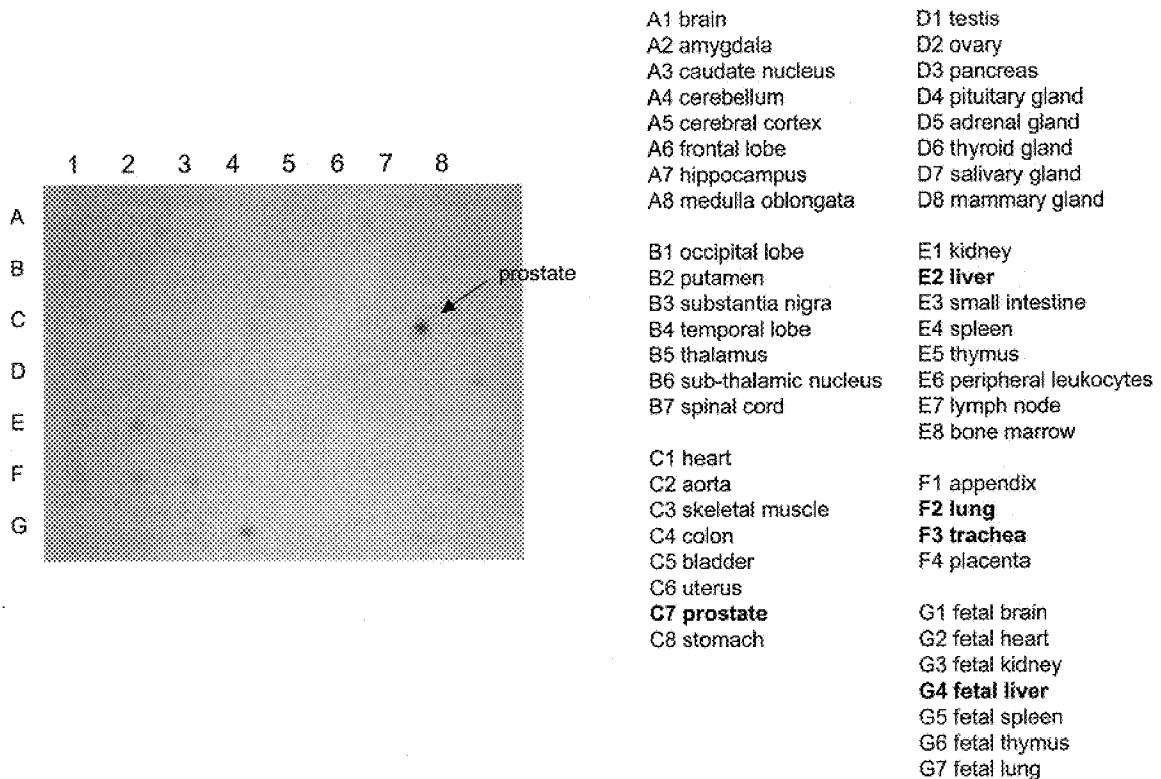 1 2 3 4 5 6 7 8
A
B
C
D
E
F
G
prostate
A1 brain
A2 amygdala
A3 caudate nucleus
A4 cerebellum
A5 cerebral cortex
A6 frontal lobe
A7 hippocampus
A8 medulla oblongata
B1 occipital lobe
B2 putamen
B3 substantia nigra
B4 temporal lobe
B5 thalamus
B6 sub-thalamic nucleus
B7 spinal cord
C1 heart
C2 aorta
C3 skeletal muscle
C4 colon
C5 bladder
C6 uterus
C7 prostate
C8 stomach
D1 testis
D2 ovary
D3 pancreas
D4 pituitary gland
D5 adrenal gland
D6 thyroid gland
D7 salivary gland
D8 mammary gland
E1 kidney
E2 liver
E3 small intestine
E4 spleen
E5 thymus
E6 peripheral leukocytes
E7 lymph node
E8 bone marrow
F1 appendix
F2 lung
F3 trachea
F4 placenta
G1 fetal brain
G2 fetal heart
G3 fetal kidney
G4 fetal liver
G5 fetal spleen
G6 fetal thymus
G7 fetal lung